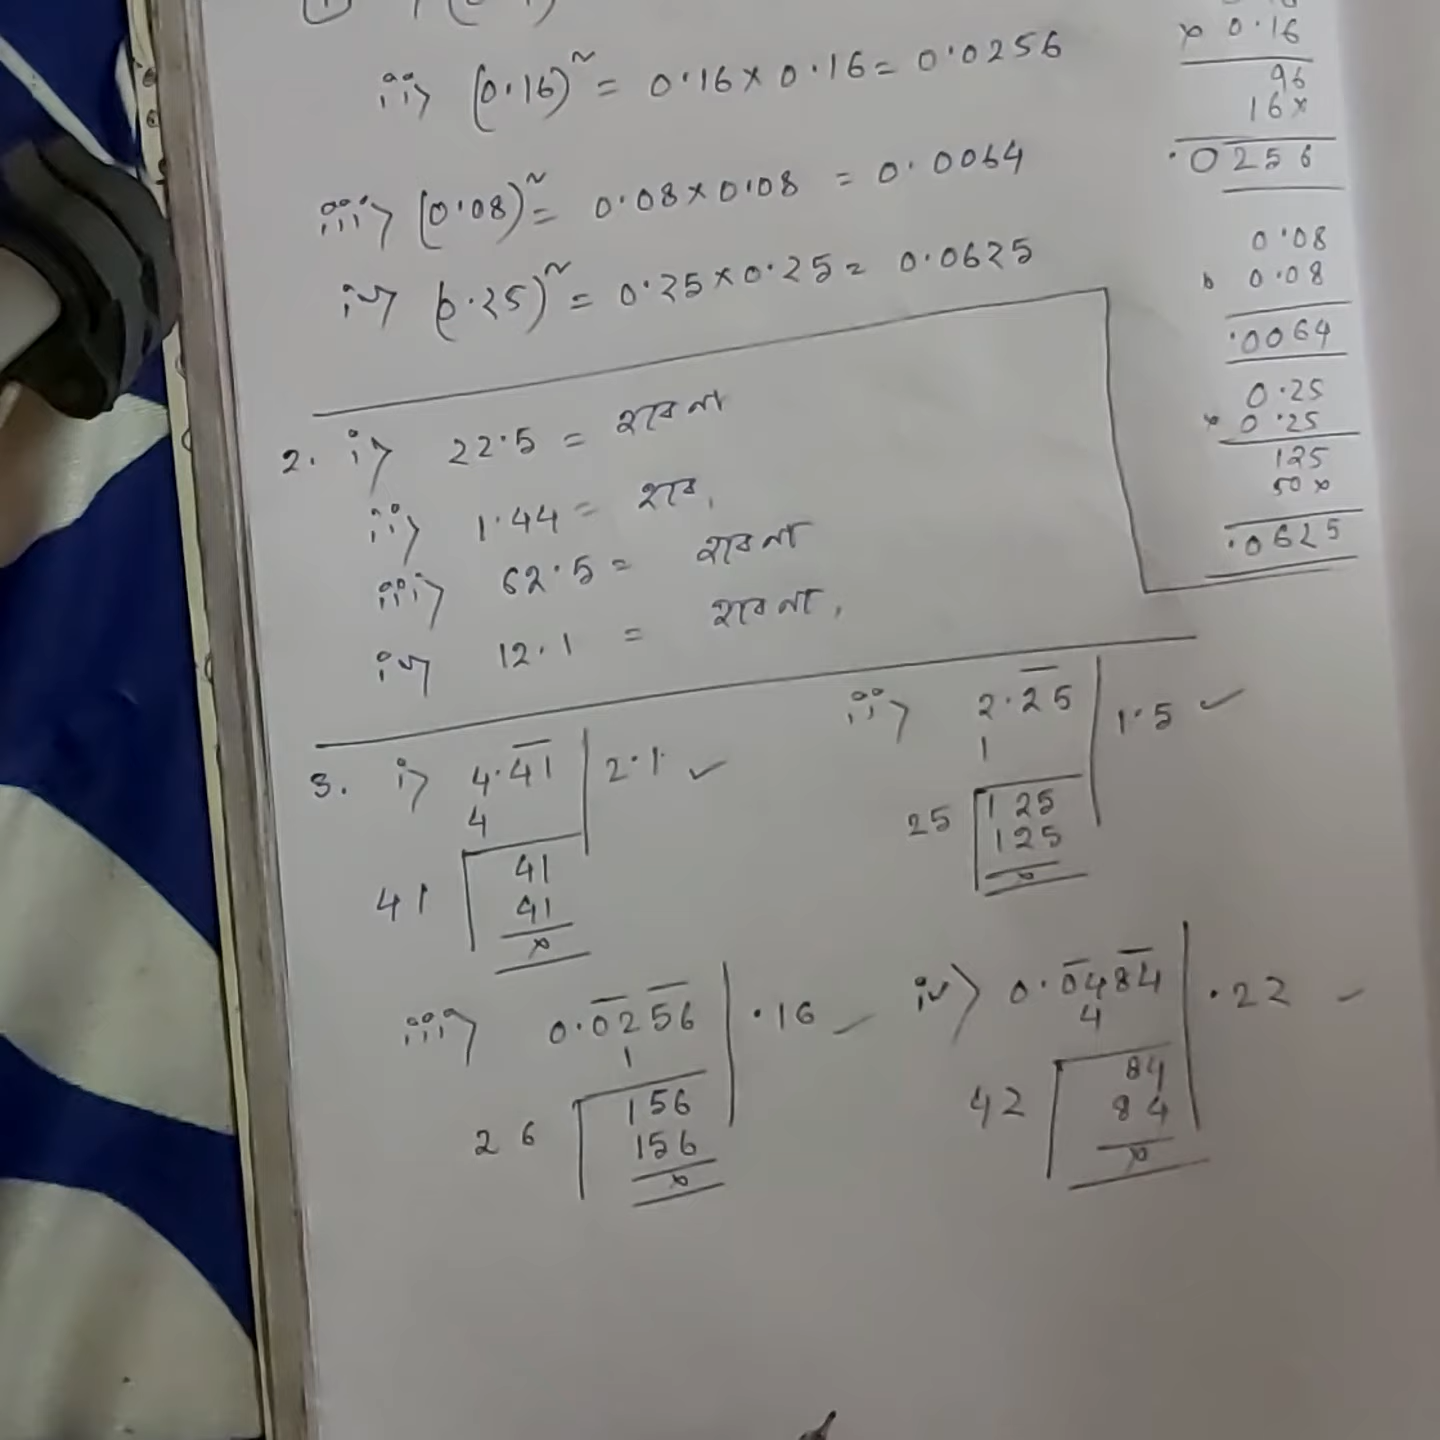 ii> (0.16)² = 0.16 × 0.16 = 0.0256
iii> (0.08)² = 0.08 × 0.08 = 0.0064
iv> (0.25)² = 0.25 × 0.25 = 0.0625
× 0.16
96
16×
.0256
0.08
× 0.08
.0064
0.25
× 0.25
125
50×
.0625
2. i> 22.5 = হবে না
ii> 1.44 = হবে,
iii> 62.5 = হবে না
iv> 12.1 = হবে না,
3. i> 4.41 | 2.1 ✓
4
41 | 41
41
×
ii> 2.25 | 1.5 ✓
1
25 | 125
125
×
iii> 0.0256 | .16 ✓
1
26 | 156
156
×
iv> 0.0484 | .22 ✓
4
42 | 84
84
×